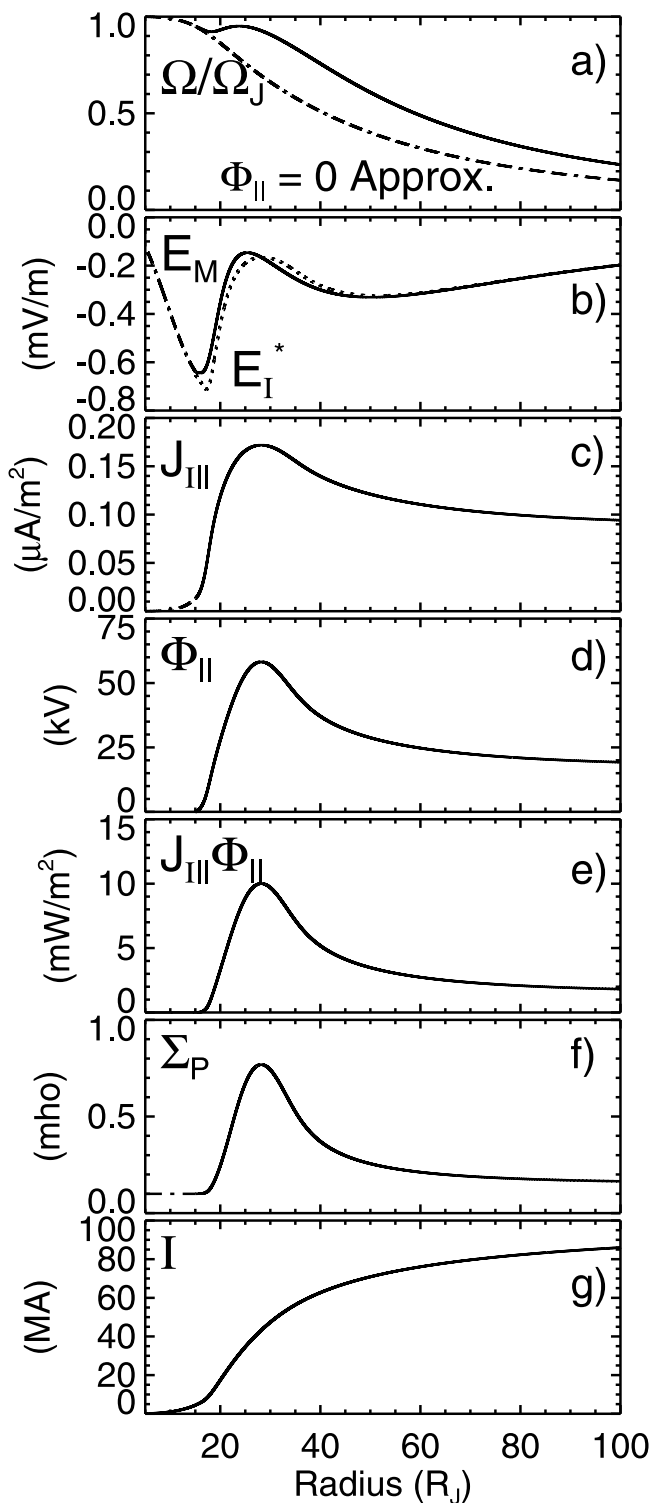 1.0
0.5
0.0
Ω/Ω_J
a)
Φ_|| = 0 Approx.
0.0
-0.2
-0.4
-0.6
-0.8
(mV/m)
E_M
E_I^*
b)
0.20
0.15
0.10
0.05
0.00
(μA/m²)
J_I||
c)
75
50
25
0
(kV)
Φ_||
d)
15
10
5
0
(mW/m²)
J_I||Φ_||
e)
1.0
0.5
0.0
(mho)
Σ_P
f)
100
80
60
40
20
0
(MA)
I
g)
20 40 60 80 100
Radius (R_J)